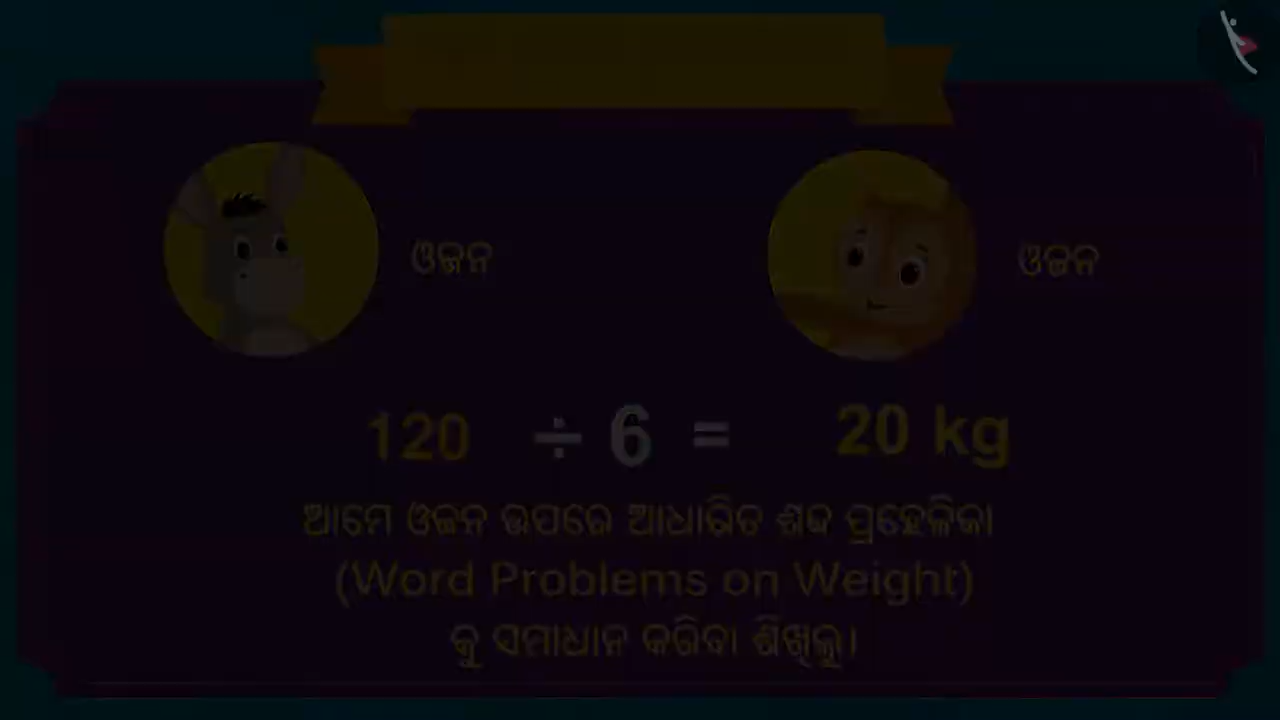 ଓଜନ ଓଜନ
120 ÷ 6 = 20 kg
ଆମେ ଓଜନ ଉପରେ ଆଧାରିତ ଶବ୍ଦ ପ୍ରହେଳିକା
(Word Problems on Weight)
କୁ ସମାଧାନ କରିବା ଶିଖିଲୁ।